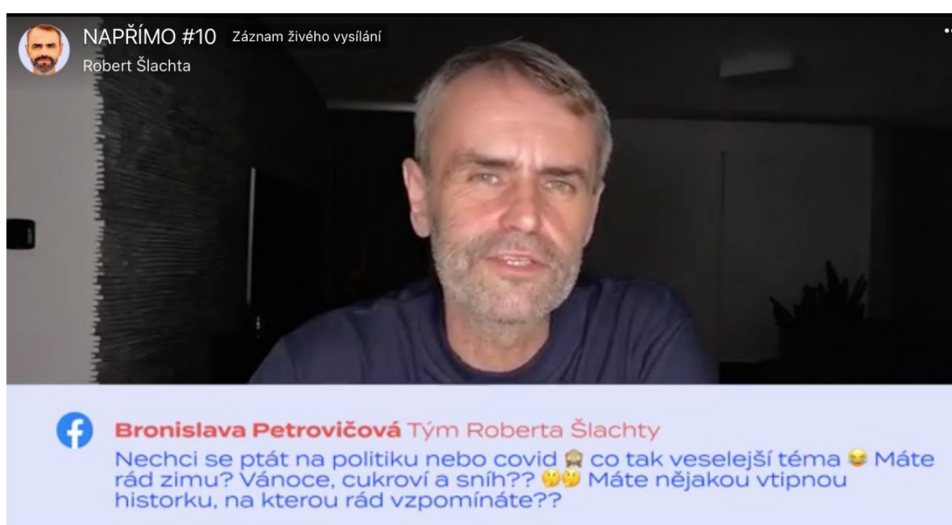 NAPŘÍMO #10 Záznam živého vysílání
Robert Šlachta
Bronislava Petrovičová Tým Roberta Šlachty
Nechci se ptát na politiku nebo covid 🙈 co tak veselejší téma 😂 Máte
rád zimu? Vánoce, cukroví a sníh?? 🤔🤔 Máte nějakou vtipnou
historku, na kterou rád vzpomínáte??